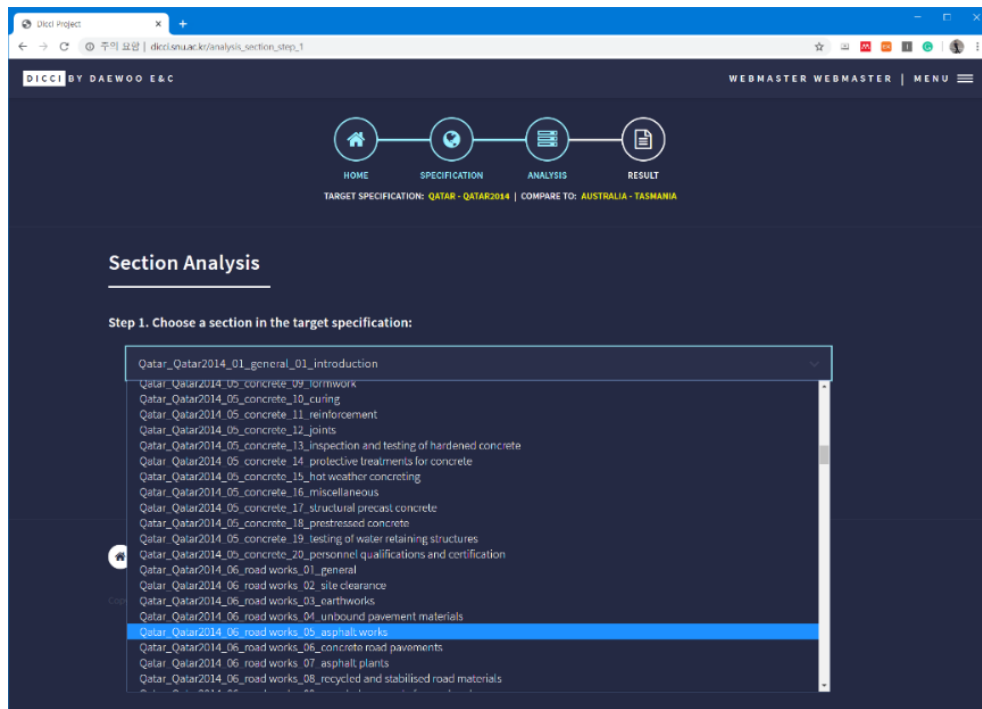 Dicci Project
주의 요함 | dicci.snu.ac.kr/analysis_section_step_1
DICCI BY DAEWOO E&C
WEBMASTER WEBMASTER | MENU
HOME
SPECIFICATION
ANALYSIS
RESULT
TARGET SPECIFICATION: QATAR - QATAR2014 | COMPARE TO: AUSTRALIA - TASMANIA
Section Analysis
Step 1. Choose a section in the target specification:
Qatar_Qatar2014_01_general_01_introduction
Qatar_Qatar2014_05_concrete_09_formwork
Qatar_Qatar2014_05_concrete_10_curing
Qatar_Qatar2014_05_concrete_11_reinforcement
Qatar_Qatar2014_05_concrete_12_joints
Qatar_Qatar2014_05_concrete_13_inspection and testing of hardened concrete
Qatar_Qatar2014_05_concrete_14_protective treatments for concrete
Qatar_Qatar2014_05_concrete_15_hot weather concreting
Qatar_Qatar2014_05_concrete_16_miscellaneous
Qatar_Qatar2014_05_concrete_17_structural precast concrete
Qatar_Qatar2014_05_concrete_18_prestressed concrete
Qatar_Qatar2014_05_concrete_19_testing of water retaining structures
Qatar_Qatar2014_05_concrete_20_personnel qualifications and certification
Qatar_Qatar2014_06_road works_01_general
Qatar_Qatar2014_06_road works_02_site clearance
Qatar_Qatar2014_06_road works_03_earthworks
Qatar_Qatar2014_06_road works_04_unbound pavement materials
Qatar_Qatar2014_06_road works_05_asphalt works
Qatar_Qatar2014_06_road works_06_concrete road pavements
Qatar_Qatar2014_06_road works_07_asphalt plants
Qatar_Qatar2014_06_road works_08_recycled and stabilised road materials